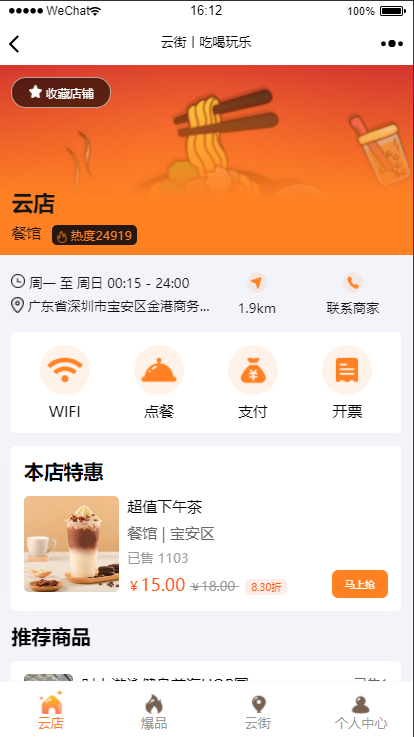 ●●●●● WeChat 16:12 100%
云街丨吃喝玩乐
收藏店铺
云店
餐馆 热度24919
周一 至 周日 00:15 - 24:00
广东省深圳市宝安区金港商务...
1.9km 联系商家
WIFI 点餐 支付 开票
本店特惠
超值下午茶
餐馆 | 宝安区
已售 1103
￥15.00 ￥18.00 8.30折 马上抢
推荐商品
云店 爆品 云街 个人中心